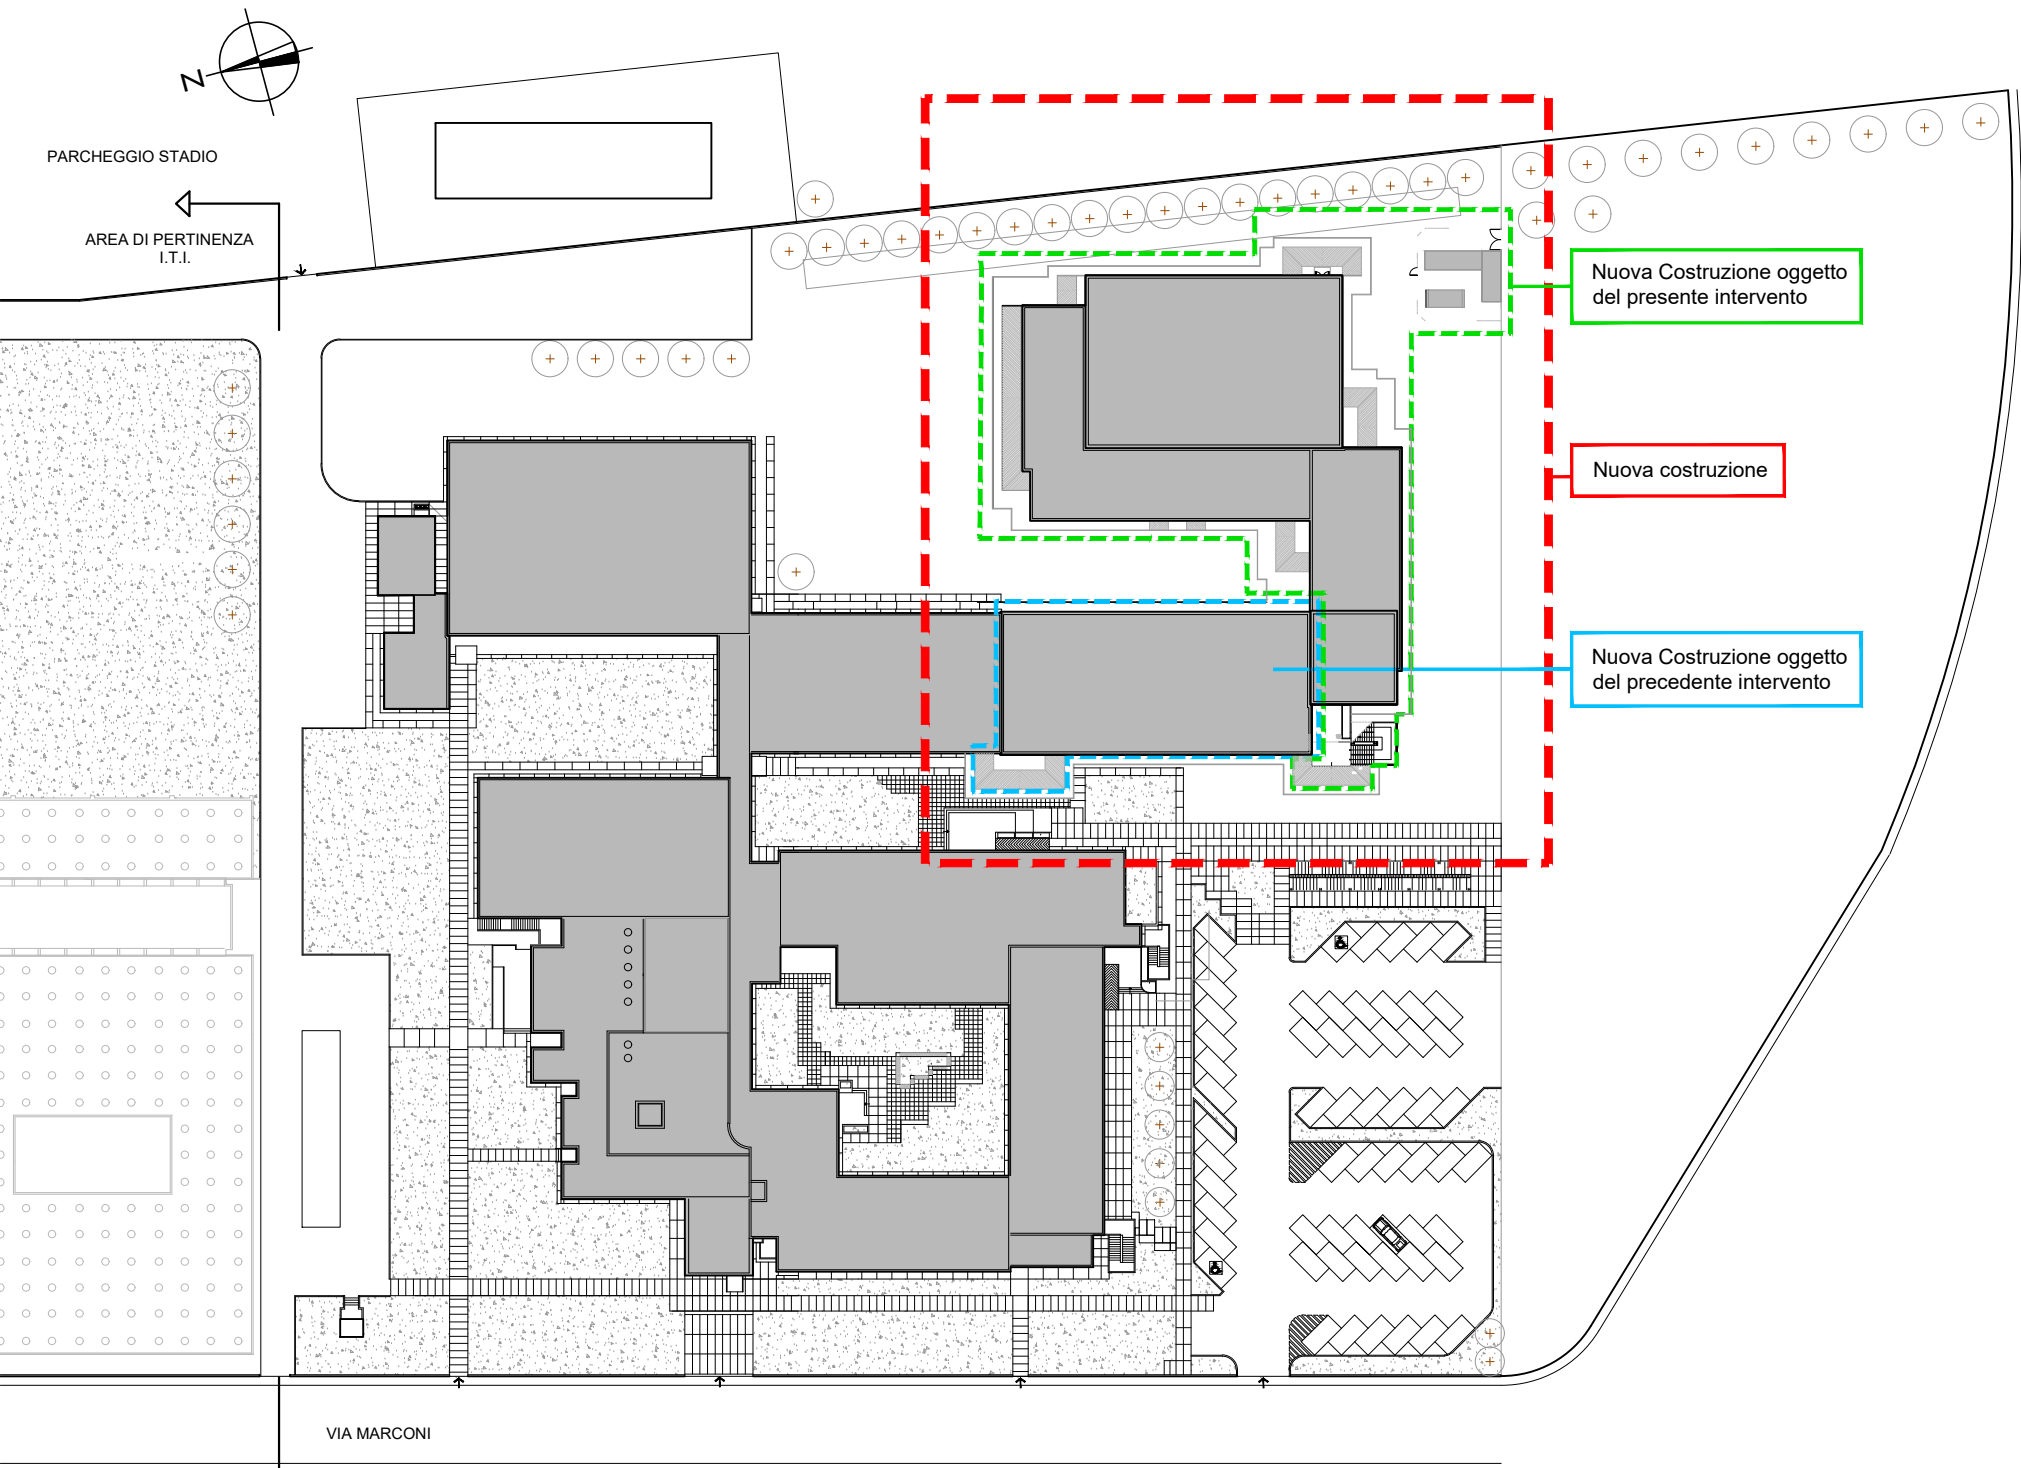 N
PARCHEGGIO STADIO
AREA DI PERTINENZA
I.T.I.
Nuova Costruzione oggetto
del presente intervento
Nuova costruzione
Nuova Costruzione oggetto
del precedente intervento
VIA MARCONI